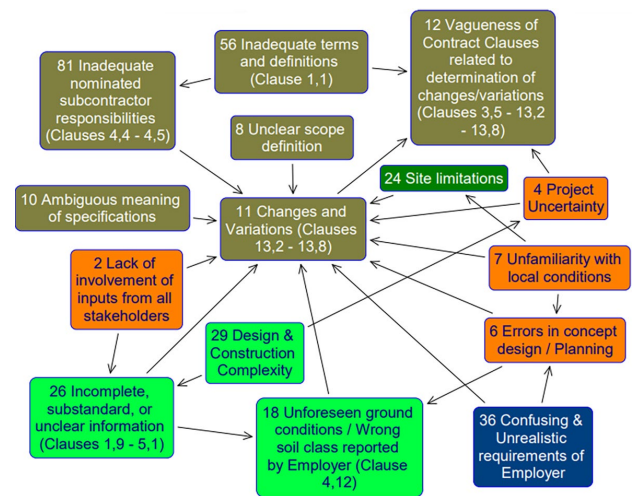 56 Inadequate terms
and definitions
(Clause 1,1)
12 Vagueness of
Contract Clauses
related to
determination of
changes/variations
(Clauses 3,5 - 13,2
- 13,8)
81 Inadequate
nominated
subcontractor
responsibilities
(Clauses 4,4 - 4,5)
8 Unclear scope
definition
24 Site limitations
4 Project
Uncertainty
10 Ambiguous meaning
of specifications
11 Changes and
Variations (Clauses
13,2 - 13,8)
2 Lack of
involvement of
inputs from all
stakeholders
7 Unfamiliarity with
local conditions
29 Design &
Construction
Complexity
6 Errors in concept
design / Planning
26 Incomplete,
substandard, or
unclear information
(Clauses 1,9 - 5,1)
18 Unforeseen ground
conditions / Wrong
soil class reported
by Employer (Clause
4,12)
36 Confusing &
Unrealistic
requirements of
Employer